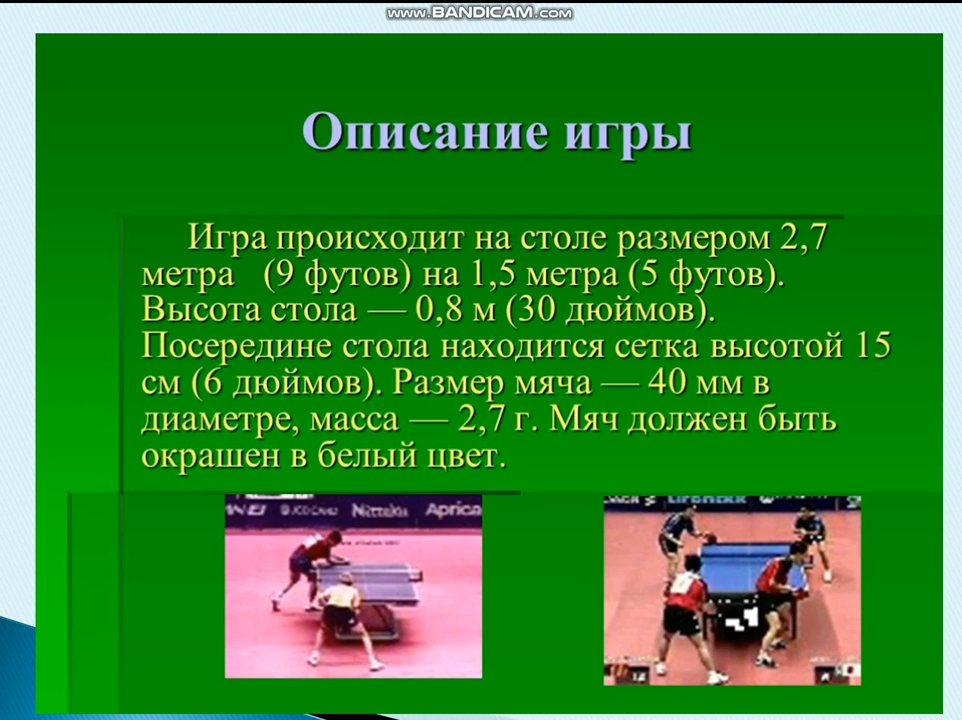 www.BANDICAM.com
Описание игры
Игра происходит на столе размером 2,7
метра (9 футов) на 1,5 метра (5 футов).
Высота стола — 0,8 м (30 дюймов).
Посередине стола находится сетка высотой 15
см (6 дюймов). Размер мяча — 40 мм в
диаметре, масса — 2,7 г. Мяч должен быть
окрашен в белый цвет.
Nittaku Aprica